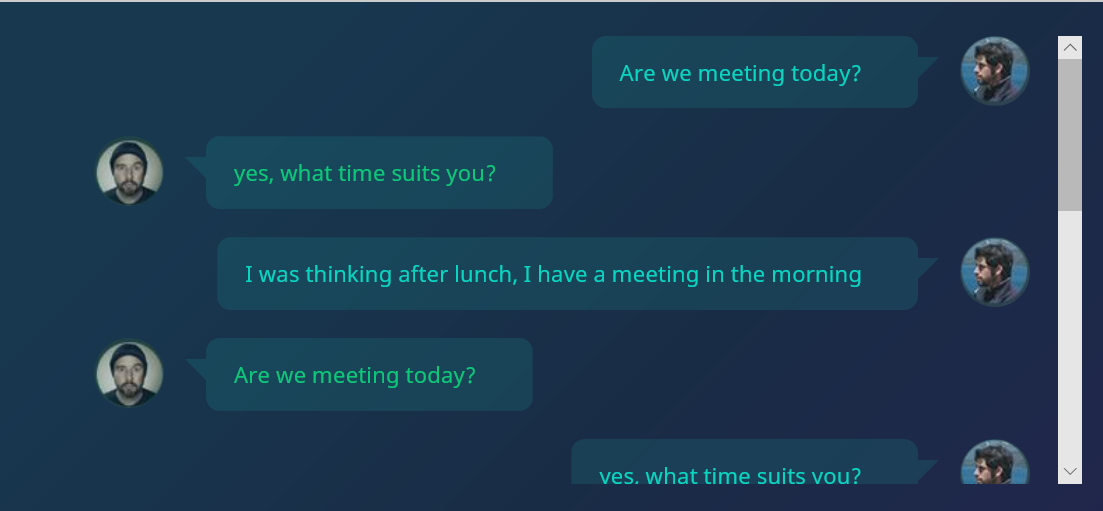 Are we meeting today?
yes, what time suits you?
I was thinking after lunch, I have a meeting in the morning
Are we meeting today?
yes, what time suits you?